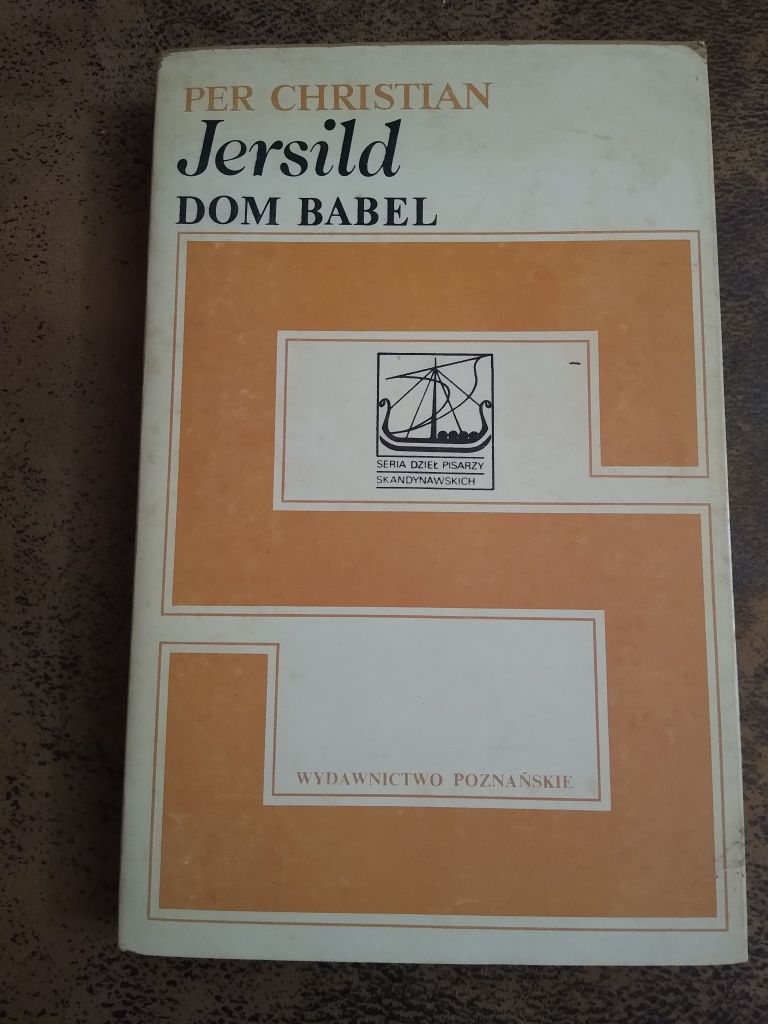 PER CHRISTIAN
Jersild
DOM BABEL
SERIA DZIEŁ PISARZY
SKANDYNAWSKICH
WYDAWNICTWO POZNAŃSKIE